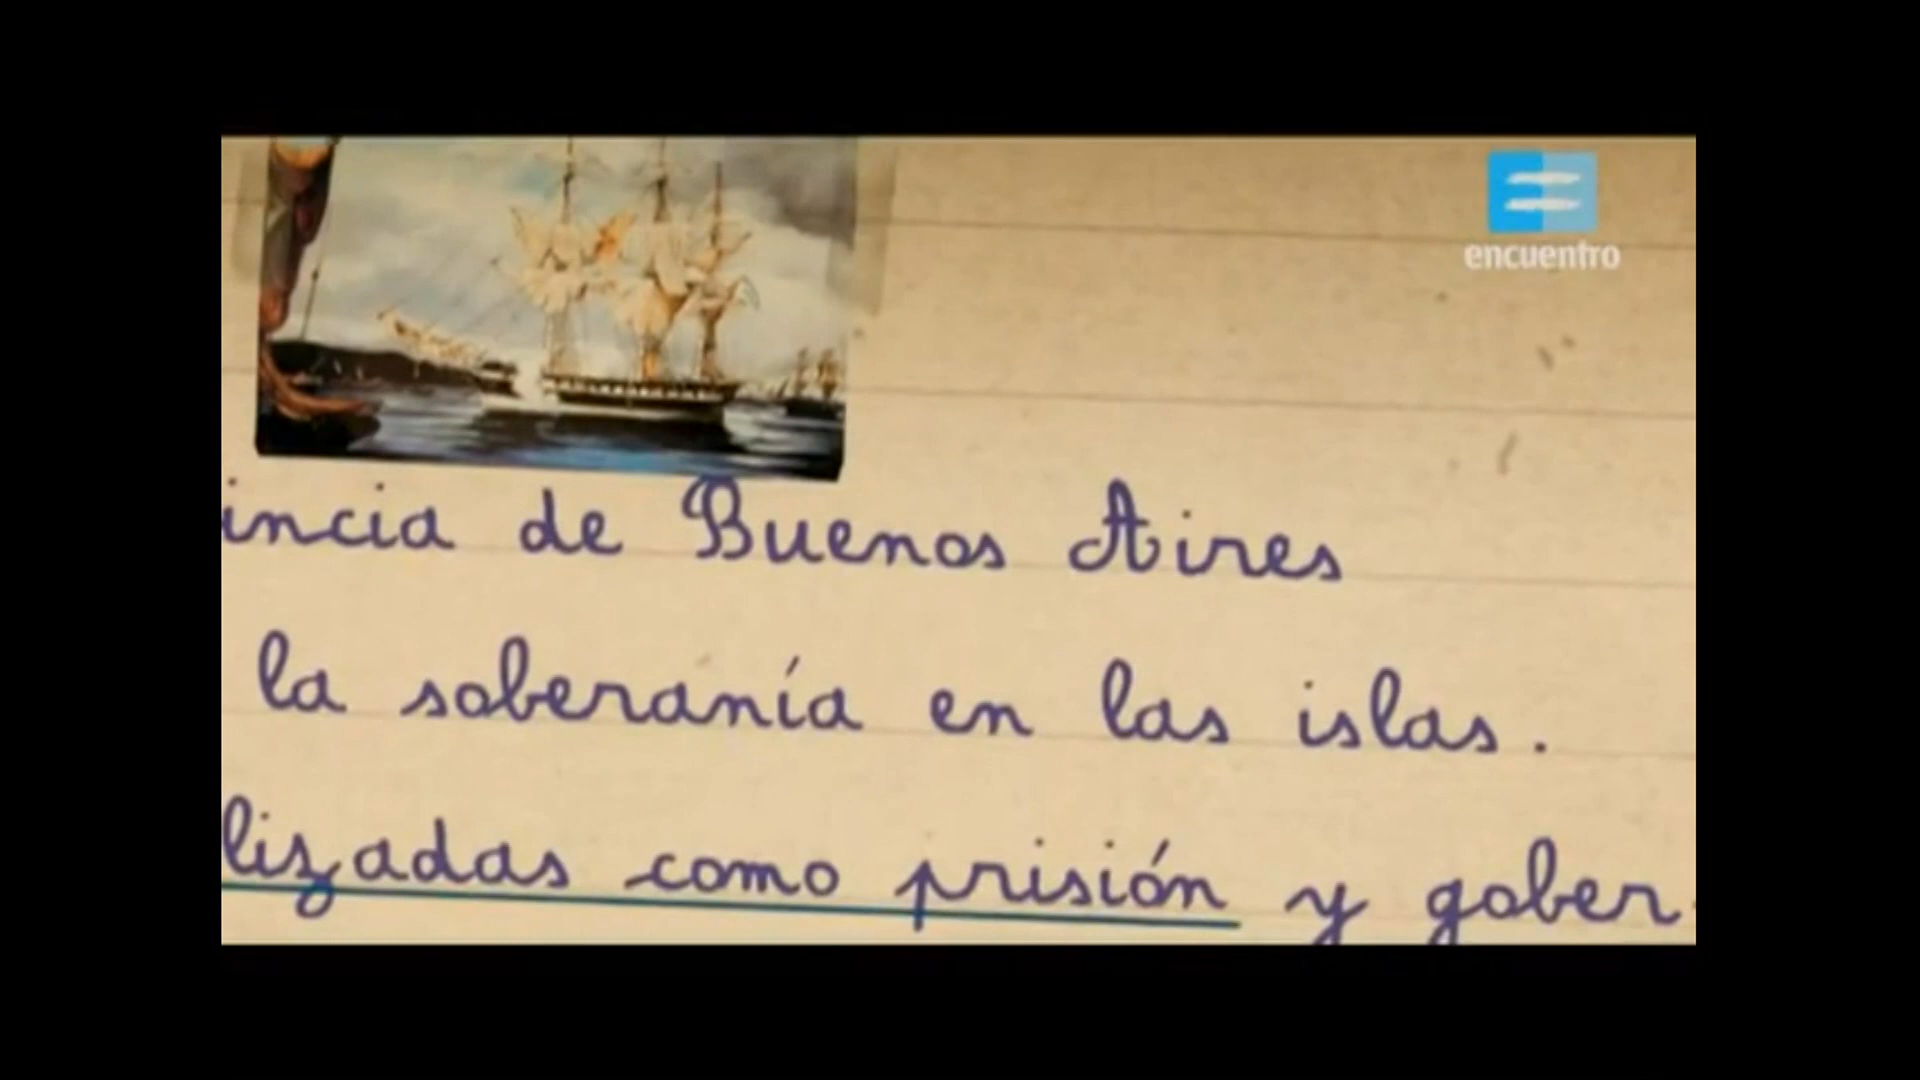 encuentro
incia de Buenos Aires
la soberanía en las islas.
lizadas como prisión y gober